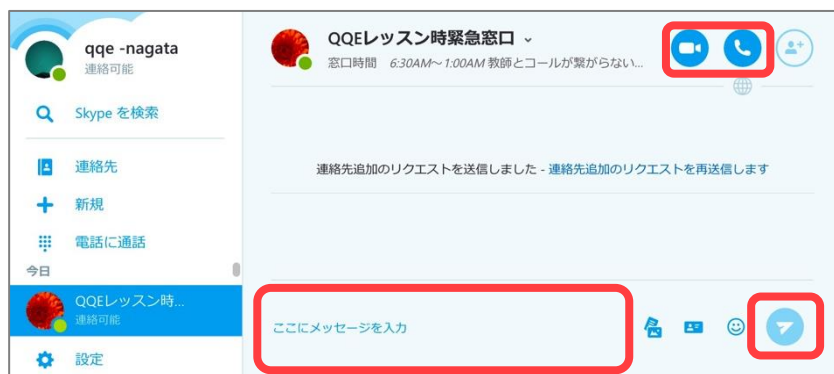 qqe -nagata
連絡可能
Skype を検索
連絡先
新規
電話に通話
今日
QQEレッスン時...
連絡可能
設定
QQEレッスン時緊急窓口
窓口時間 6:30AM～1:00AM 教師とコールが繋がらない...
連絡先追加のリクエストを送信しました - 連絡先追加のリクエストを再送信します
ここにメッセージを入力